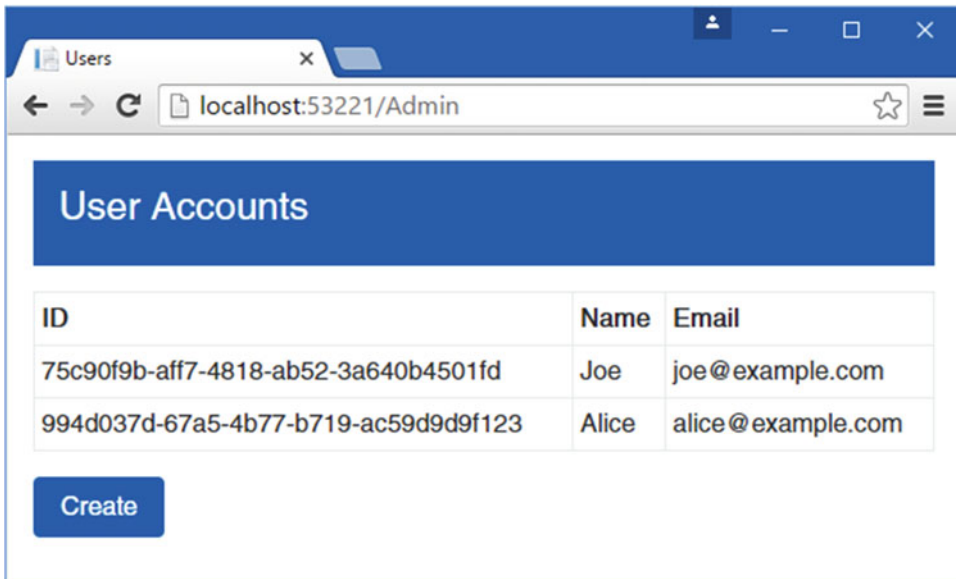 Users
localhost:53221/Admin
User Accounts
ID Name Email
75c90f9b-aff7-4818-ab52-3a640b4501fd Joe joe@example.com
994d037d-67a5-4b77-b719-ac59d9d9f123 Alice alice@example.com
Create